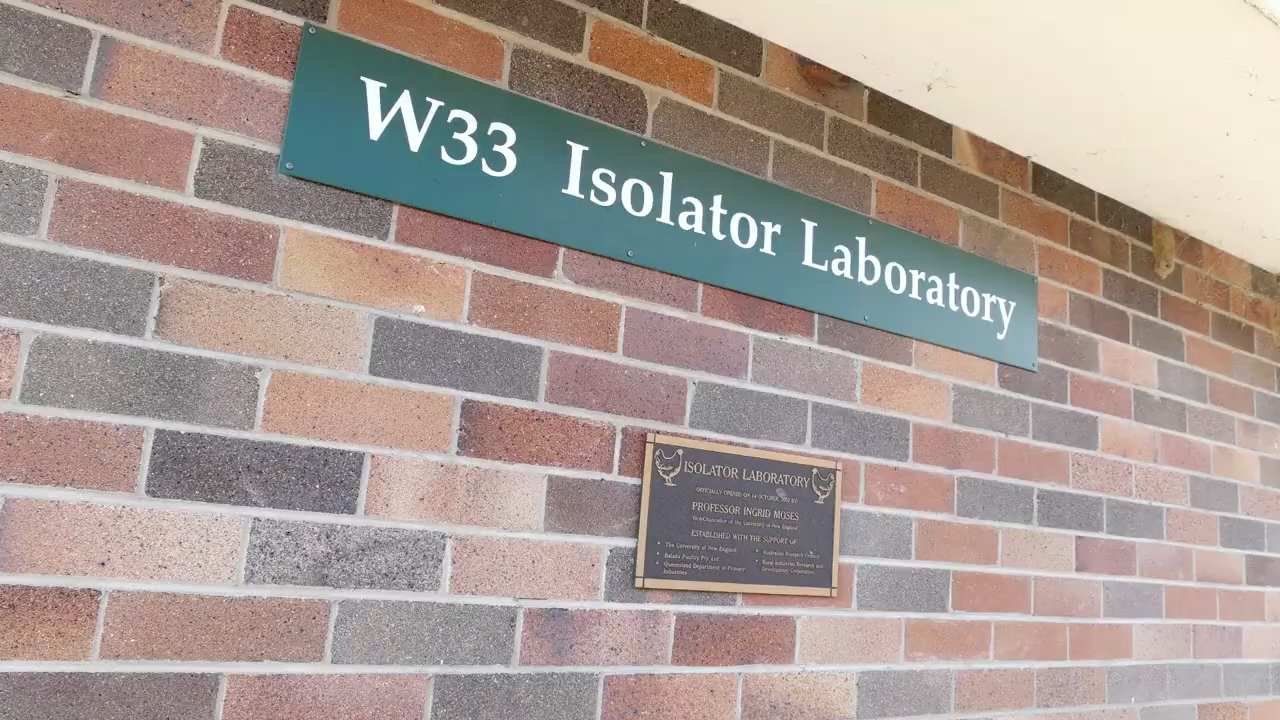 W33 Isolator Laboratory
ISOLATOR LABORATORY
OFFICIALLY OPENED ON 14 OCTOBER, BY
PROFESSOR INGRID MOSES
Vice-Chancellor of the University of New England
ESTABLISHED WITH THE SUPPORT OF
• The University of New England
• Baiada Poultry Pty Ltd
• Queensland Department of Primary
Industries
• Australian Research Council
• Rural Industries Research and
Development Corporation